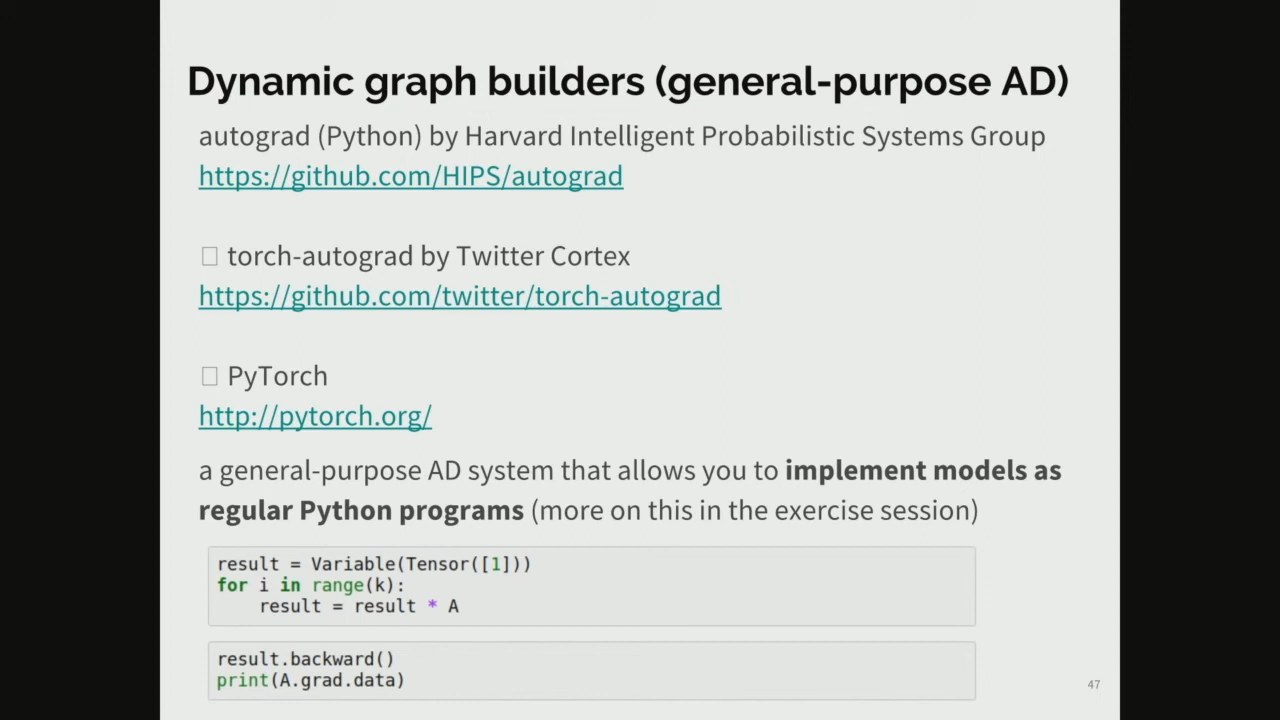 Dynamic graph builders (general-purpose AD)
autograd (Python) by Harvard Intelligent Probabilistic Systems Group
https://github.com/HIPS/autograd
torch-autograd by Twitter Cortex
https://github.com/twitter/torch-autograd
PyTorch
http://pytorch.org/
a general-purpose AD system that allows you to implement models as
regular Python programs (more on this in the exercise session)
result = Variable(Tensor([1]))
for i in range(k):
    result = result * A
result.backward()
print(A.grad.data)
47